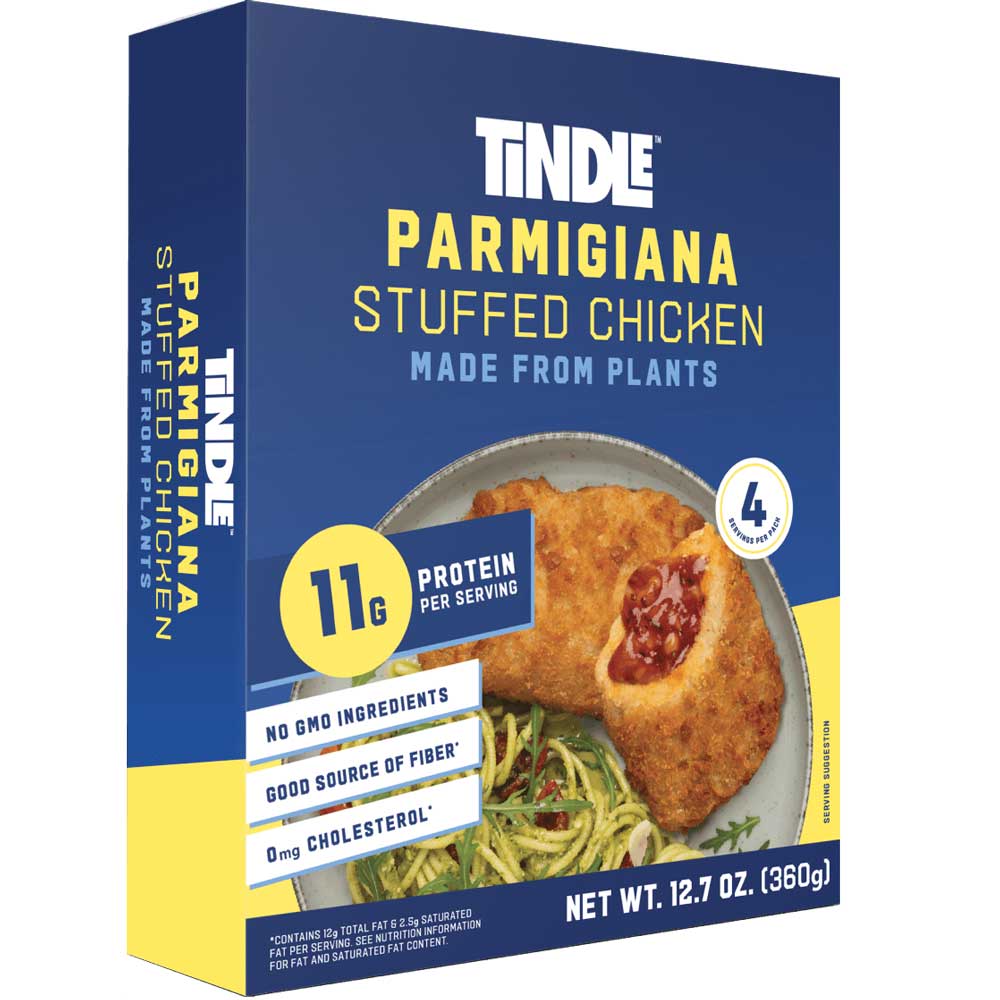 TiNDLE™
PARMIGIANA
STUFFED CHICKEN
MADE FROM PLANTS
4
SERVINGS PER PACK
11G
PROTEIN
PER SERVING
NO GMO INGREDIENTS
GOOD SOURCE OF FIBER*
0mg CHOLESTEROL*
SERVING SUGGESTION
NET WT. 12.7 OZ. (360g)
*CONTAINS 12g TOTAL FAT & 2.5g SATURATED
FAT PER SERVING. SEE NUTRITION INFORMATION
FOR FAT AND SATURATED FAT CONTENT.
TiNDLE™
PARMIGIANA
STUFFED CHICKEN
MADE FROM PLANTS